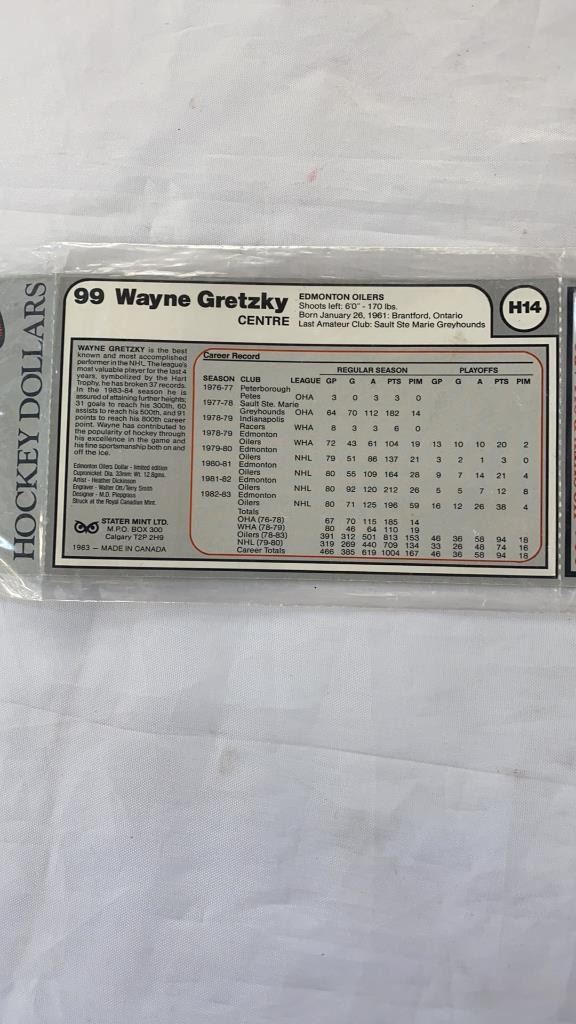 HOCKEY DOLLARS
99 Wayne Gretzky
CENTRE
EDMONTON OILERS
Shoots left: 6'0" - 170 lbs.
Born January 26, 1961: Brantford, Ontario
Last Amateur Club: Sault Ste Marie Greyhounds
H14
WAYNE GRETZKY is the best
known and most accomplished
performer in the NHL. The league's
most valuable player for the last 4
years, symbolized by the Hart
Trophy, he has broken 37 records.
In the 1983-84 season he is
assured of attaining further heights:
31 goals to reach his 300th, 60
assists to reach his 500th, and 91
points to reach his 800th career
point. Wayne has contributed to
the popularity of hockey through
his excellence in the game and
his fine sportsmanship both on and
off the ice.
Edmonton Oilers Dollar - limited edition
Cupronickel: Dia. 33mm: Wt. 12.8gms.
Artist - Heather Dickinson
Engraver - Walter Ott/Terry Smith
Designer - M.D. Pleggraos
Struck at the Royal Canadian Mint.
STATER MINT LTD.
M.P.O. BOX 300
Calgary T2P 2H9
1983 — MADE IN CANADA
Career Record
REGULAR SEASON PLAYOFFS
SEASON CLUB LEAGUE GP G A PTS PIM GP G A PTS PIM
1976-77 Peterborough
Petes OHA 3 0 3 3 0
1977-78 Sault Ste. Marie
Greyhounds OHA 64 70 112 182 14
1978-79 Indianapolis
Racers WHA 8 3 3 6 0
1978-79 Edmonton
Oilers WHA 72 43 61 104 19 13 10 10 20 2
1979-80 Edmonton
Oilers NHL 79 51 86 137 21 3 2 1 3 0
1980-81 Edmonton
Oilers NHL 80 55 109 164 28 9 7 14 21 4
1981-82 Edmonton
Oilers NHL 80 92 120 212 26 5 5 7 12 8
1982-83 Edmonton
Oilers NHL 80 71 125 196 59 16 12 26 38 4
Totals
OHA (76-78) 67 70 115 185 14
WHA (78-79) 80 46 64 110 19
Oilers (78-83) 391 312 501 813 153 46 36 58 94 18
NHL (79-80) 319 269 440 709 134 33 26 48 74 16
Career Totals 466 385 619 1004 167 46 36 58 94 18